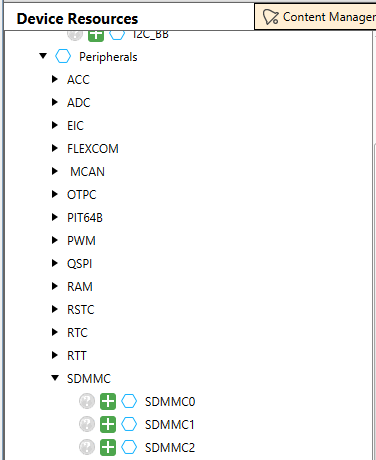 Device Resources
Content Manager
I2C_BB
Peripherals
ACC
ADC
EIC
FLEXCOM
MCAN
OTPC
PIT64B
PWM
QSPI
RAM
RSTC
RTC
RTT
SDMMC
SDMMC0
SDMMC1
SDMMC2